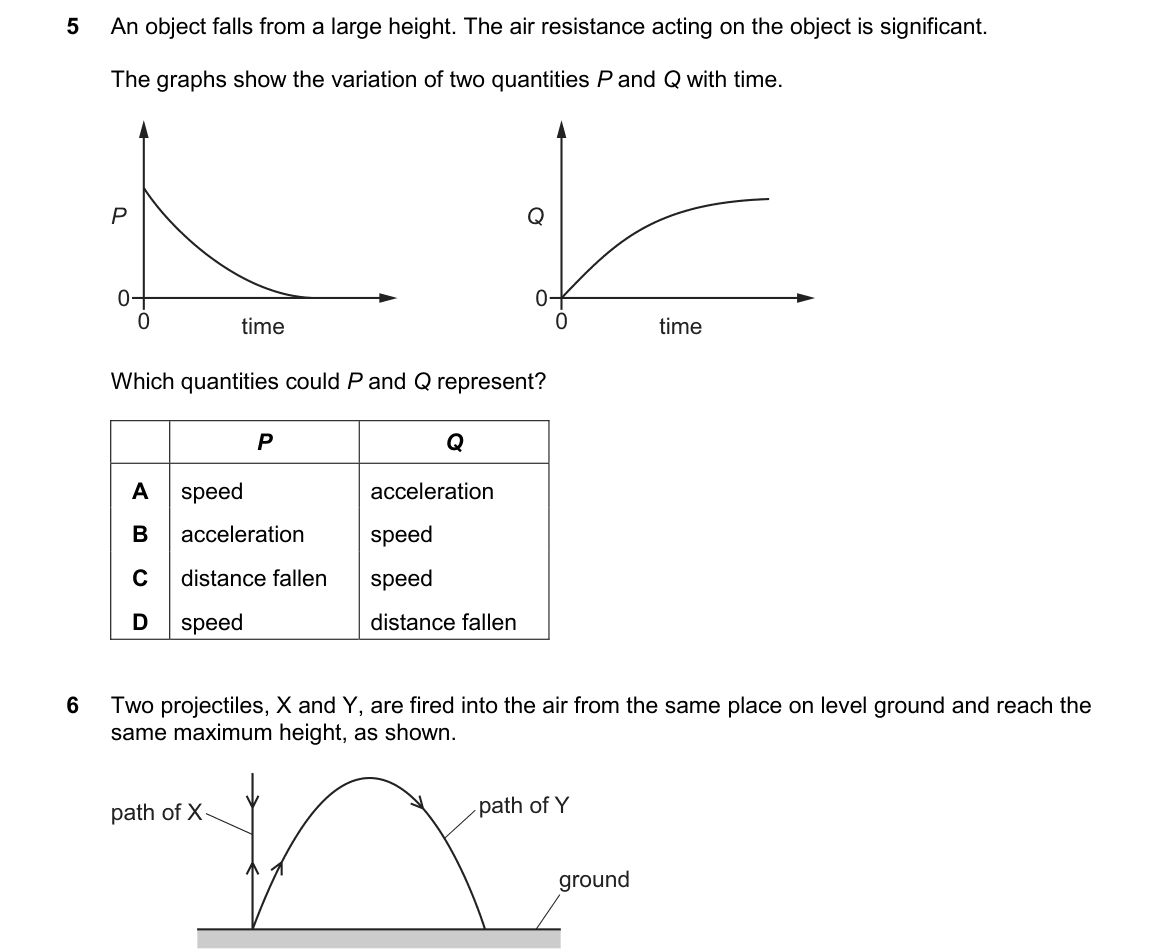 5 An object falls from a large height. The air resistance acting on the object is significant.
The graphs show the variation of two quantities P and Q with time.
P
0
0
time
Q
0
0
time
Which quantities could P and Q represent?
P Q
A speed acceleration
B acceleration speed
C distance fallen speed
D speed distance fallen
6 Two projectiles, X and Y, are fired into the air from the same place on level ground and reach the
same maximum height, as shown.
path of X
path of Y
ground